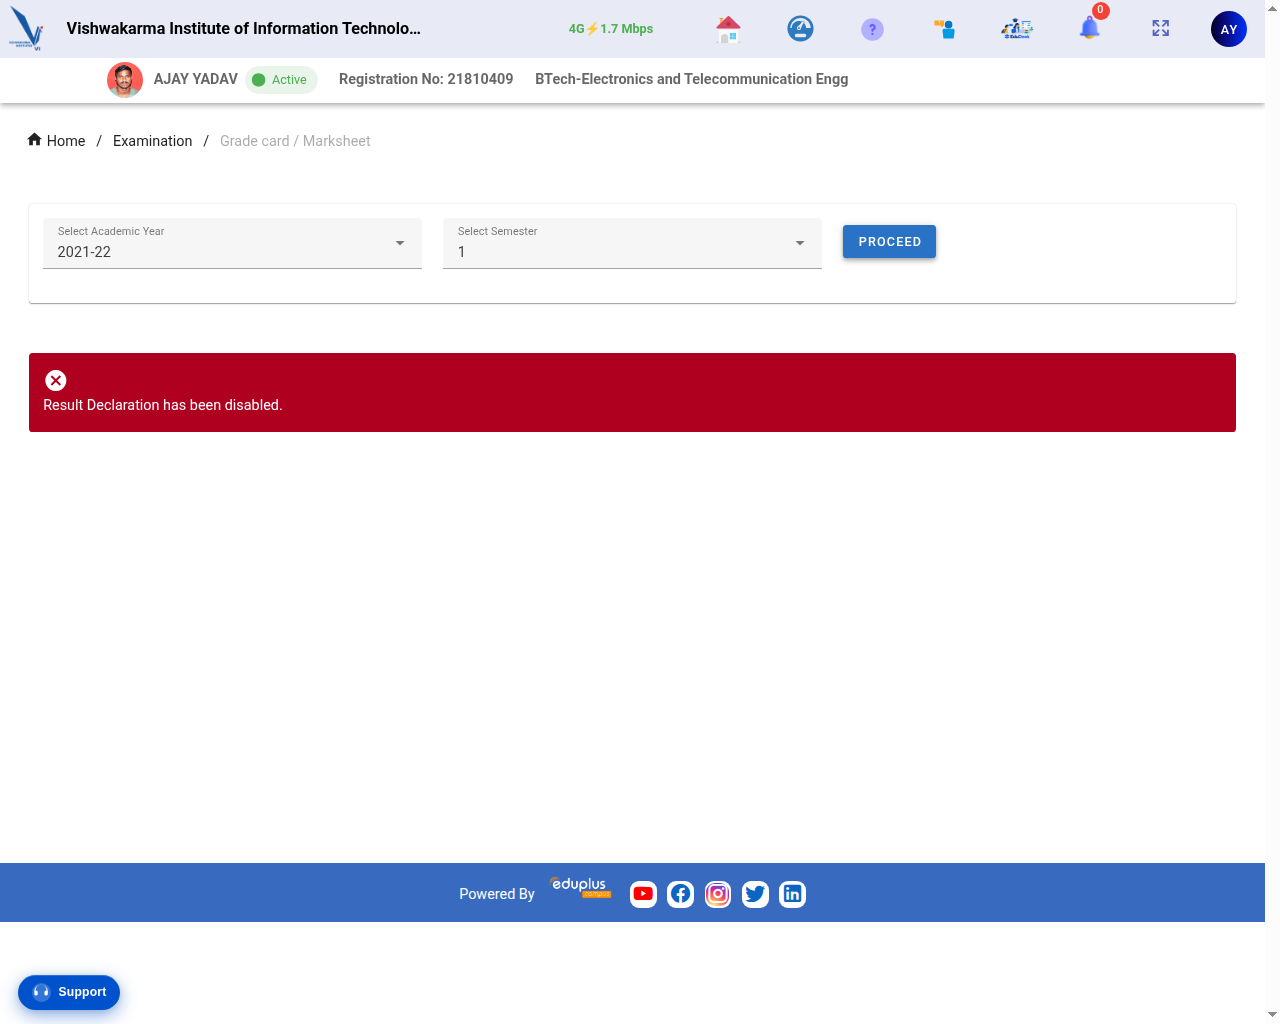 Vishwakarma Institute of Information Technolo...
4G⚡1.7 Mbps
0
AY
AJAY YADAV
Active
Registration No: 21810409
BTech-Electronics and Telecommunication Engg
Home / Examination / Grade card / Marksheet
Select Academic Year
2021-22
Select Semester
1
PROCEED
Result Declaration has been disabled.
Powered By
eduplus
campus
Support